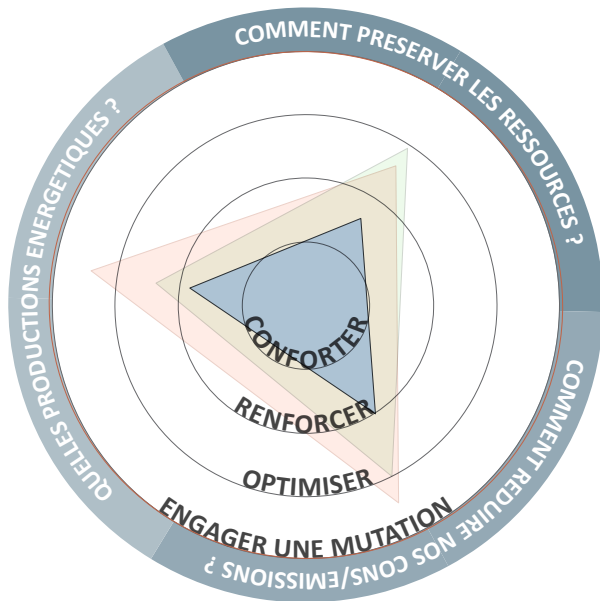 COMMENT PRESERVER LES RESSOURCES ?
QUELLES PRODUCTIONS ENERGETIQUES ?
CONFORTER
RENFORCER
OPTIMISER
ENGAGER UNE MUTATION
COMMENT REDUIRE NOS CONS/EMISSIONS ?